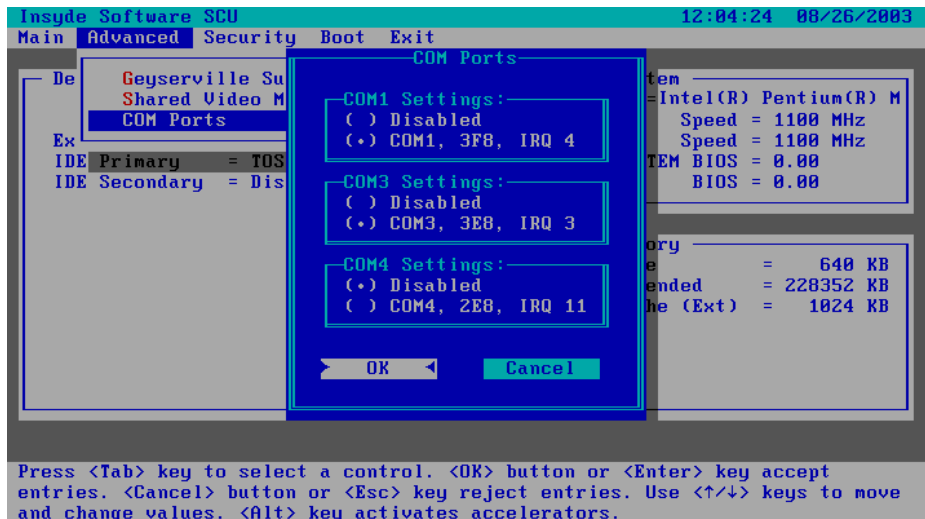 Insyde Software SCU 12:04:24 08/26/2003
Main Advanced Security Boot Exit
COM Ports
De
Geyserville Su
Shared Video M
COM Ports
Ex
IDE Primary = TOS
IDE Secondary = Dis
COM1 Settings:
( ) Disabled
(•) COM1, 3F8, IRQ 4
COM3 Settings:
( ) Disabled
(•) COM3, 3E8, IRQ 3
COM4 Settings:
(•) Disabled
( ) COM4, 2E8, IRQ 11
OK Cancel
tem
=Intel(R) Pentium(R) M
Speed = 1100 MHz
Speed = 1100 MHz
TEM BIOS = 0.00
BIOS = 0.00
ory
e = 640 KB
ended = 228352 KB
he (Ext) = 1024 KB
Press <Tab> key to select a control. <OK> button or <Enter> key accept
entries. <Cancel> button or <Esc> key reject entries. Use <↑/↓> keys to move
and change values. <Alt> key activates accelerators.